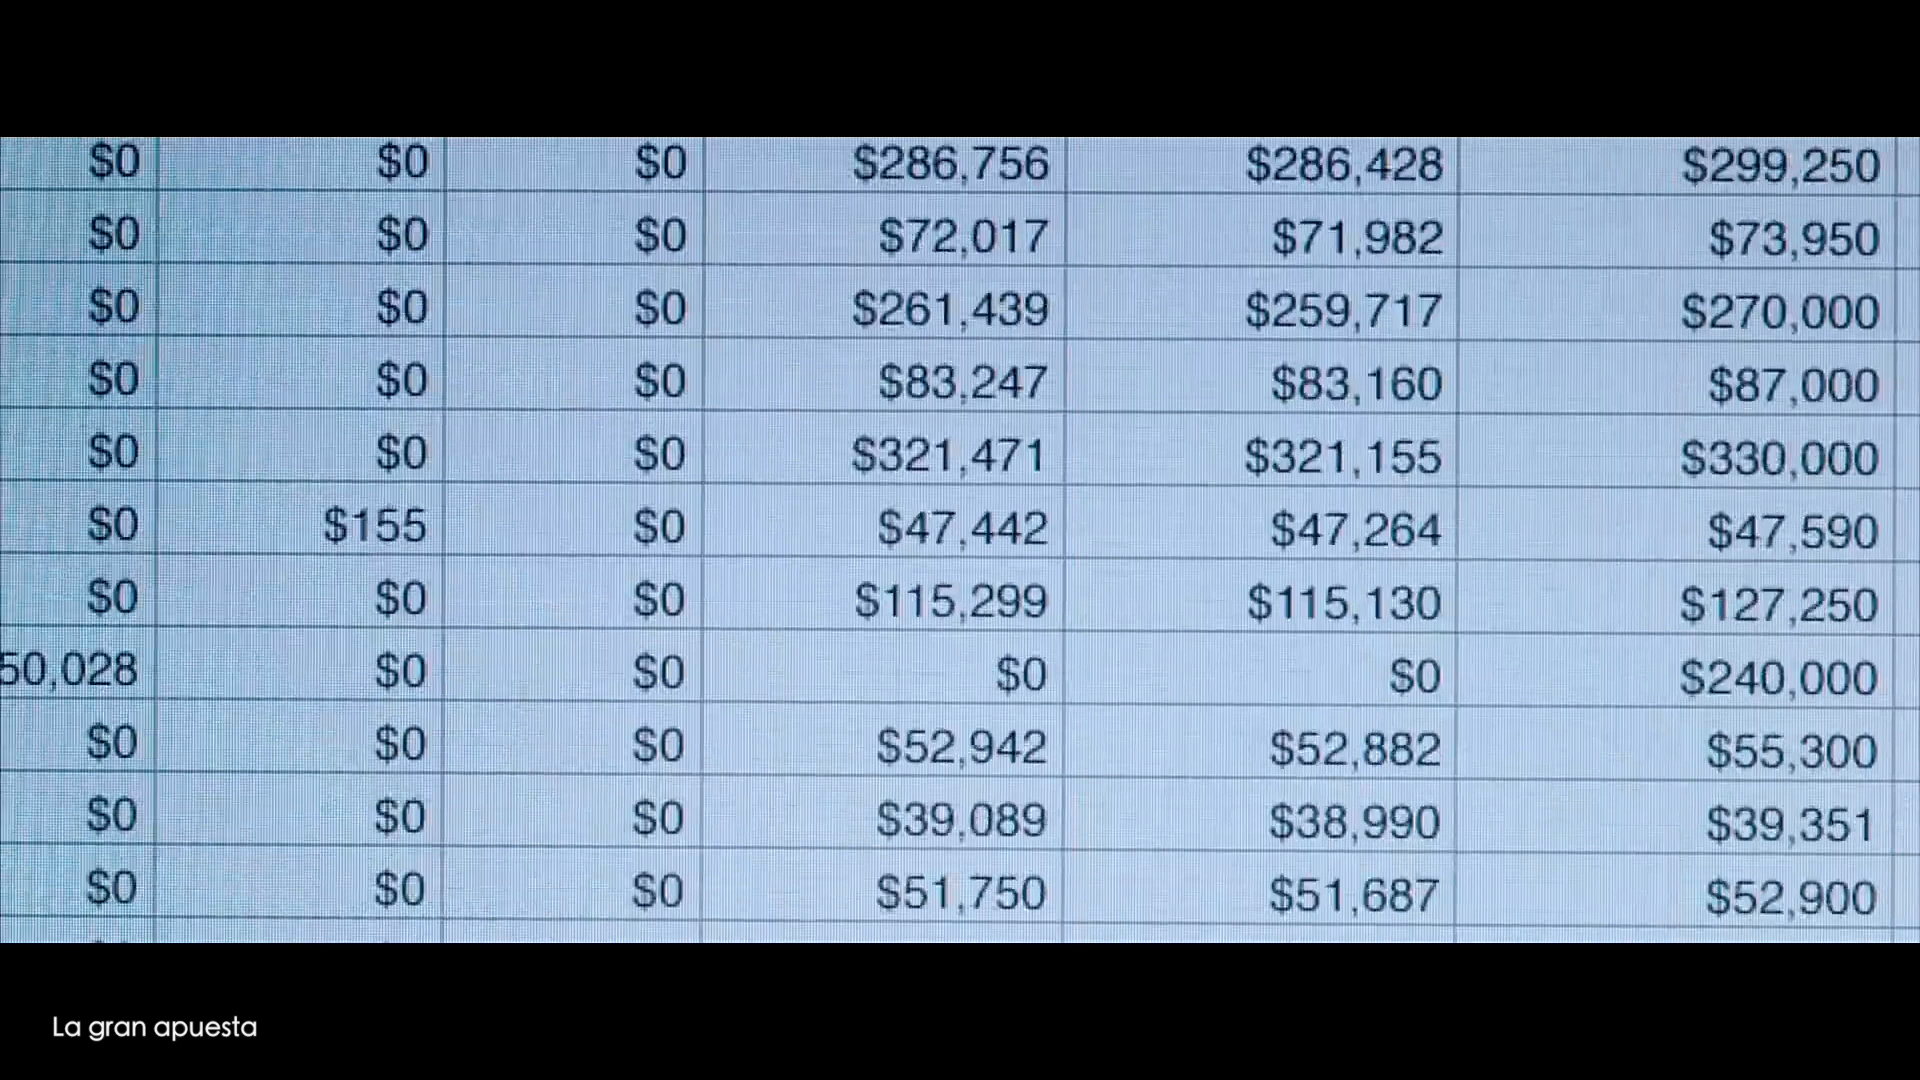 $0 $0 $0 $286,756 $286,428 $299,250
$0 $0 $0 $72,017 $71,982 $73,950
$0 $0 $0 $261,439 $259,717 $270,000
$0 $0 $0 $83,247 $83,160 $87,000
$0 $0 $0 $321,471 $321,155 $330,000
$0 $155 $0 $47,442 $47,264 $47,590
$0 $0 $0 $115,299 $115,130 $127,250
50,028 $0 $0 $0 $0 $240,000
$0 $0 $0 $52,942 $52,882 $55,300
$0 $0 $0 $39,089 $38,990 $39,351
$0 $0 $0 $51,750 $51,687 $52,900
La gran apuesta